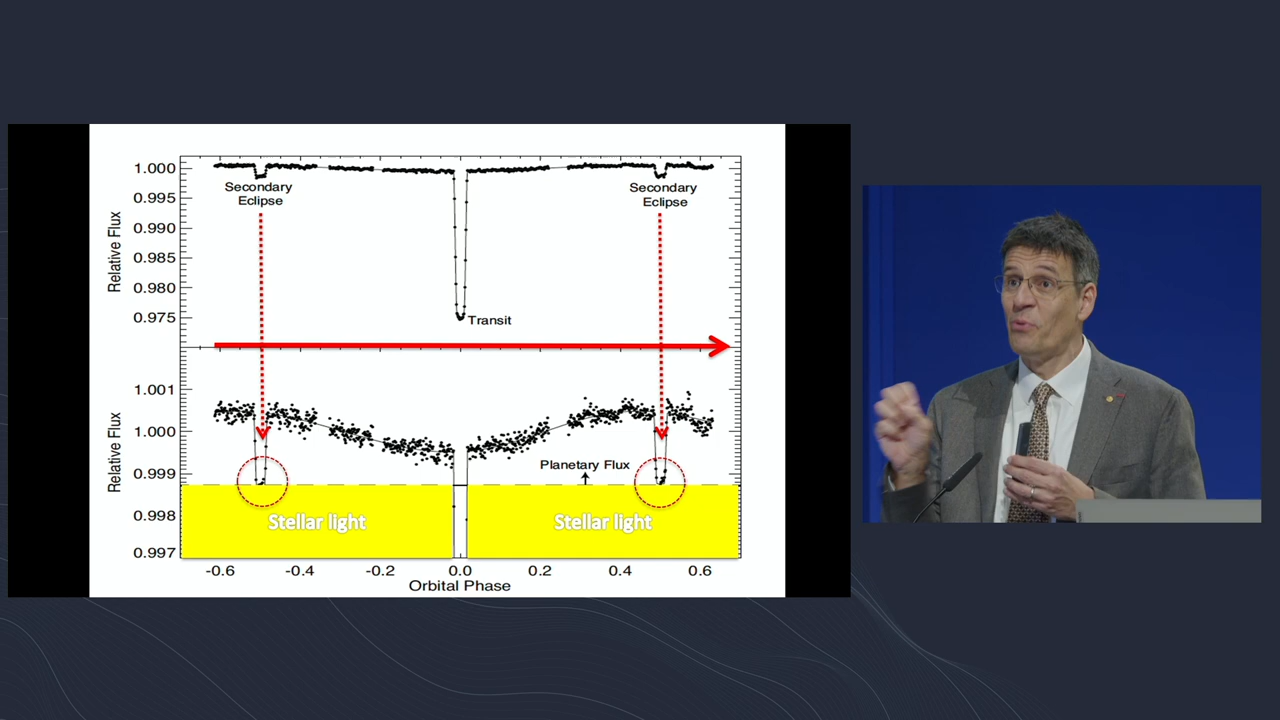 1.000
0.995
0.990
0.985
0.980
0.975
Relative Flux
Secondary
Eclipse
Secondary
Eclipse
Transit
1.001
1.000
0.999
0.998
0.997
Relative Flux
Planetary Flux
Stellar light
Stellar light
-0.6 -0.4 -0.2 0.0 0.2 0.4 0.6
Orbital Phase